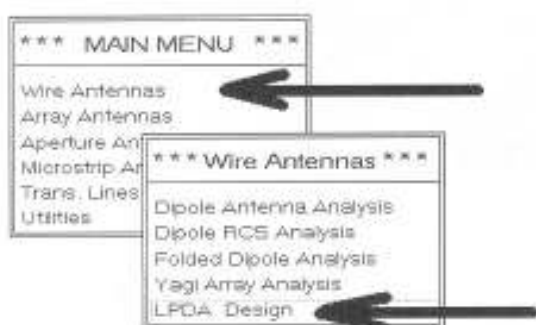 *** MAIN MENU ***
Wire Antennas
Array Antennas
Aperture An
Microstrip Ar
Trans. Lines
Utilities
*** Wire Antennas ***
Dipole Antenna Analysis
Dipole RCS Analysis
Folded Dipole Analysis
Yagi Array Analysis
LPDA Design